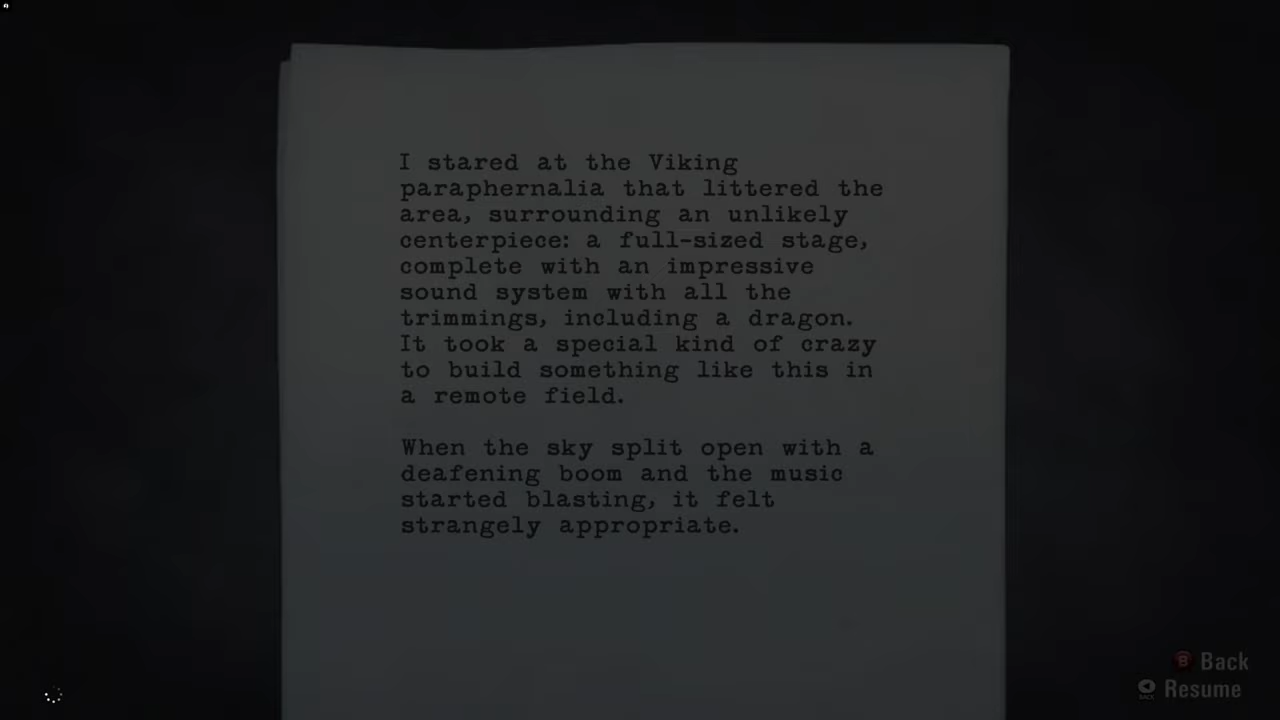 I stared at the Viking
paraphernalia that littered the
area, surrounding an unlikely
centerpiece: a full-sized stage,
complete with an impressive
sound system with all the
trimmings, including a dragon.
It took a special kind of crazy
to build something like this in
a remote field.
When the sky split open with a
deafening boom and the music
started blasting, it felt
strangely appropriate.
B Back
BACK Resume